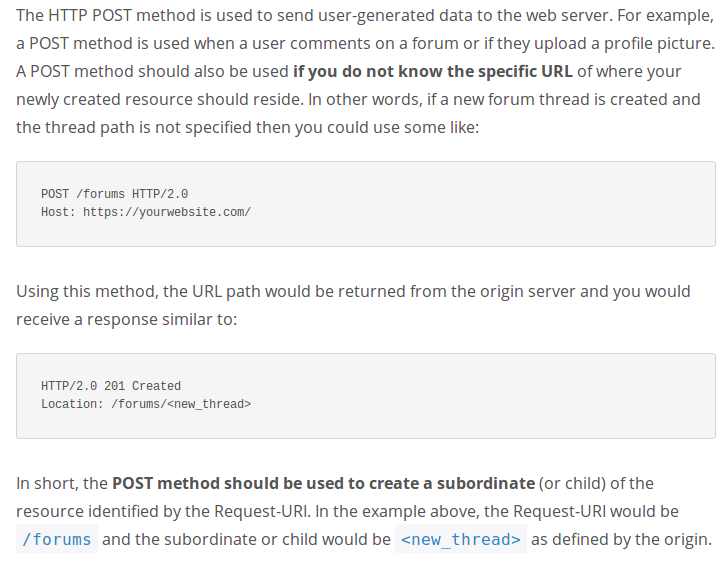 The HTTP POST method is used to send user-generated data to the web server. For example,
a POST method is used when a user comments on a forum or if they upload a profile picture.
A POST method should also be used if you do not know the specific URL of where your
newly created resource should reside. In other words, if a new forum thread is created and
the thread path is not specified then you could use some like:
POST /forums HTTP/2.0
Host: https://yourwebsite.com/
Using this method, the URL path would be returned from the origin server and you would
receive a response similar to:
HTTP/2.0 201 Created
Location: /forums/<new_thread>
In short, the POST method should be used to create a subordinate (or child) of the
resource identified by the Request-URI. In the example above, the Request-URI would be
/forums and the subordinate or child would be <new_thread> as defined by the origin.